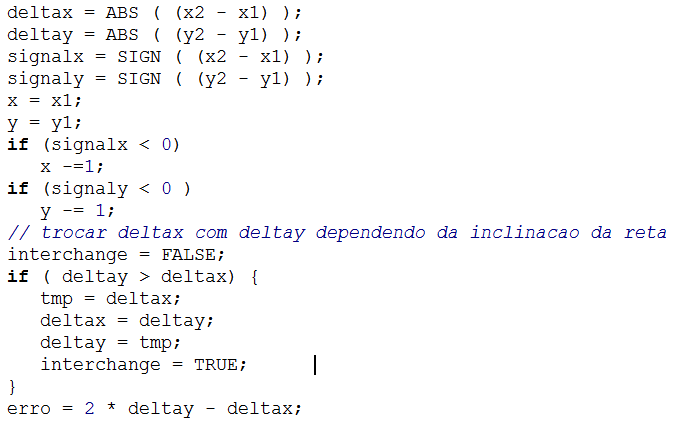 deltax = ABS ( (x2 - x1) );
deltay = ABS ( (y2 - y1) );
signalx = SIGN ( (x2 - x1) );
signaly = SIGN ( (y2 - y1) );
x = x1;
y = y1;
if (signalx < 0)
   x -=1;
if (signaly < 0 )
   y -= 1;
// trocar deltax com deltay dependendo da inclinacao da reta
interchange = FALSE;
if ( deltay > deltax) {
   tmp = deltax;
   deltax = deltay;
   deltay = tmp;
   interchange = TRUE;
}
erro = 2 * deltay - deltax;